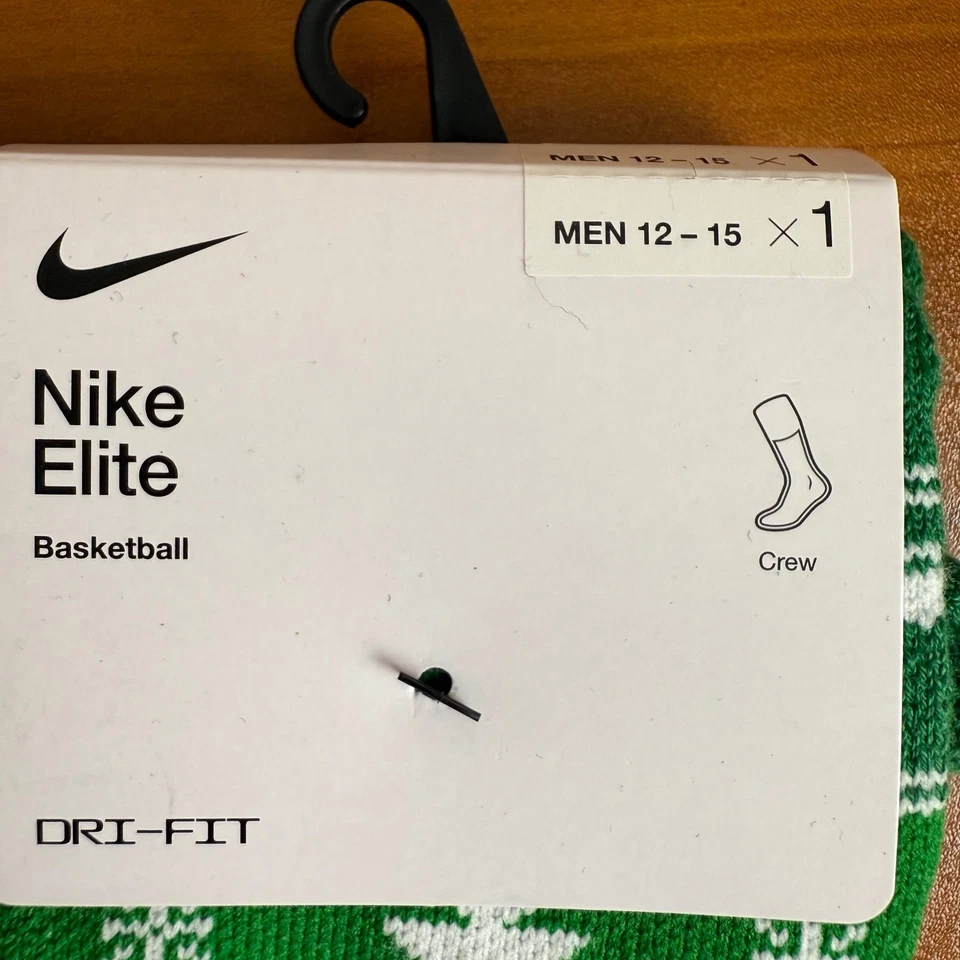 MEN 12 – 15 × 1
MEN 12 – 15 × 1
Nike
Elite
Basketball
Crew
DRI–FIT